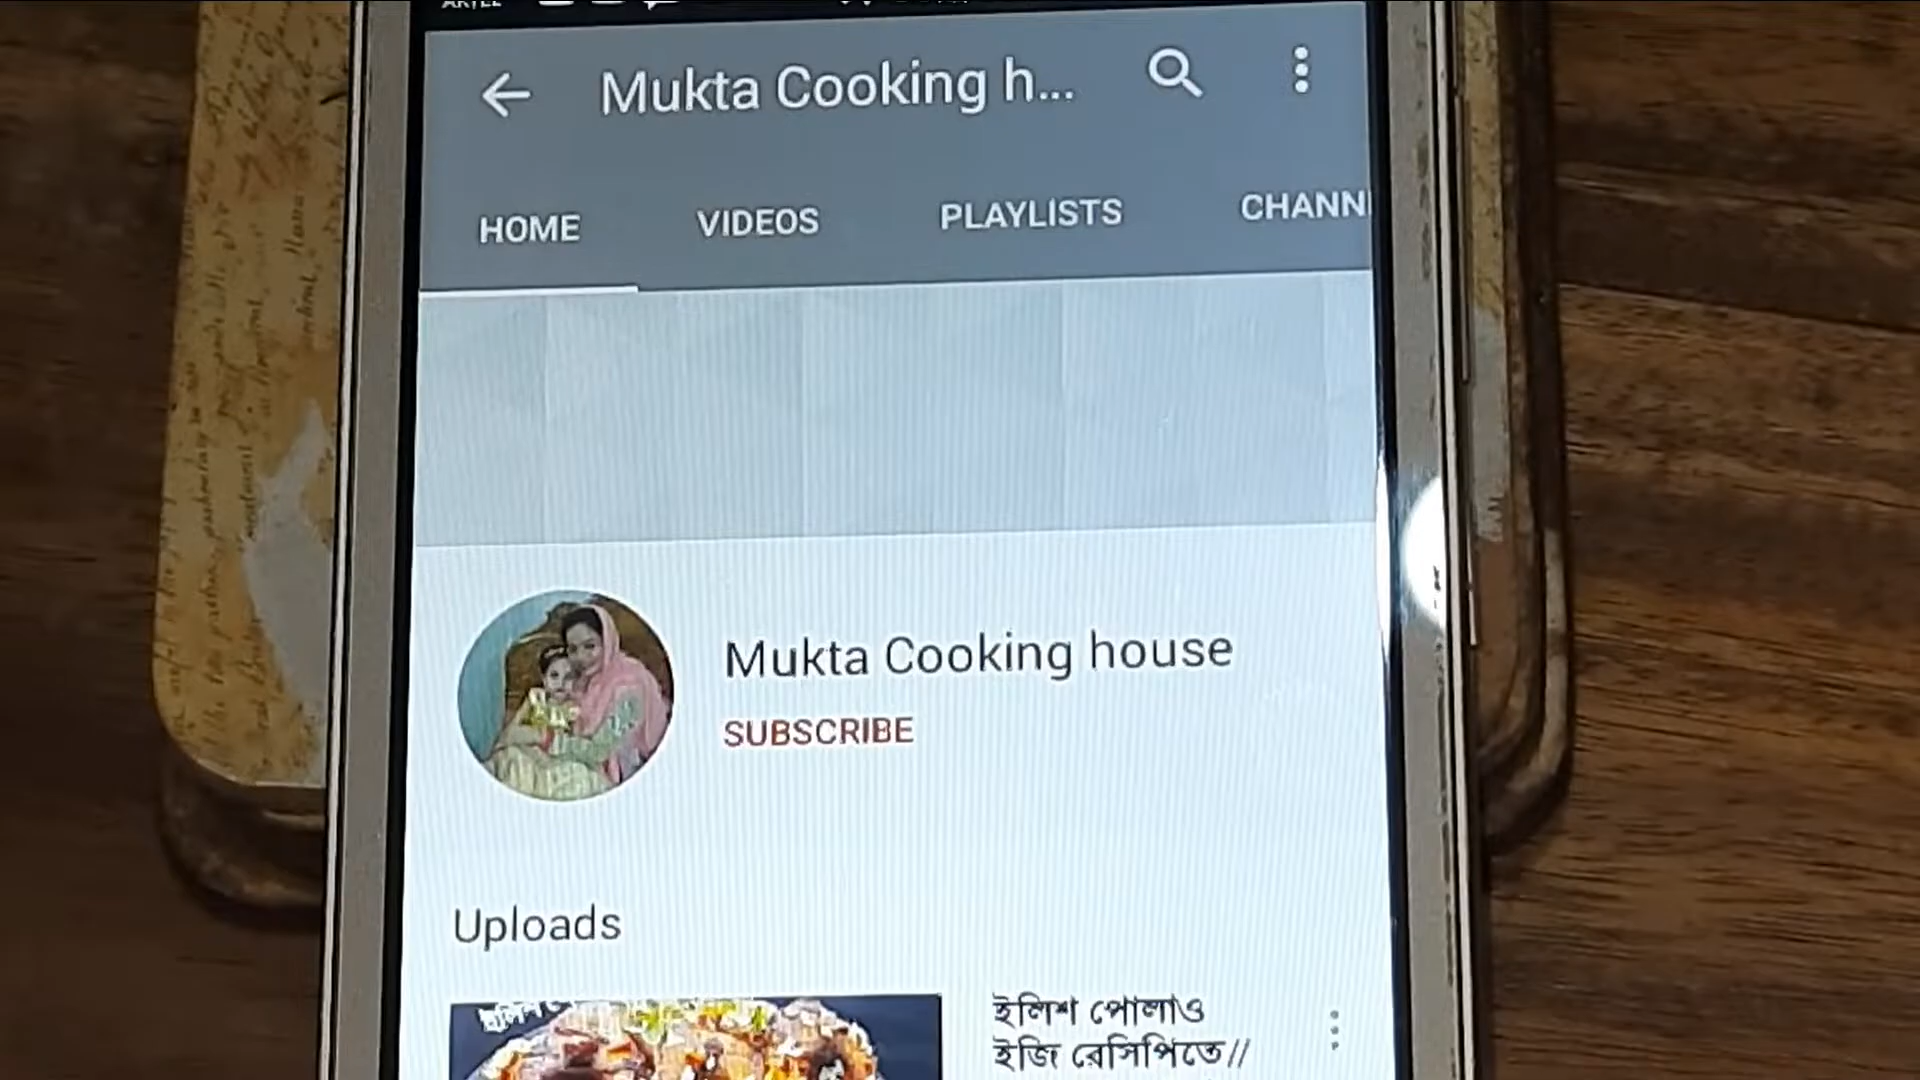 Mukta Cooking h...
HOME VIDEOS PLAYLISTS CHANN
Mukta Cooking house
SUBSCRIBE
Uploads
ইলিশ পোলাও
ইজি রেসিপিতে//